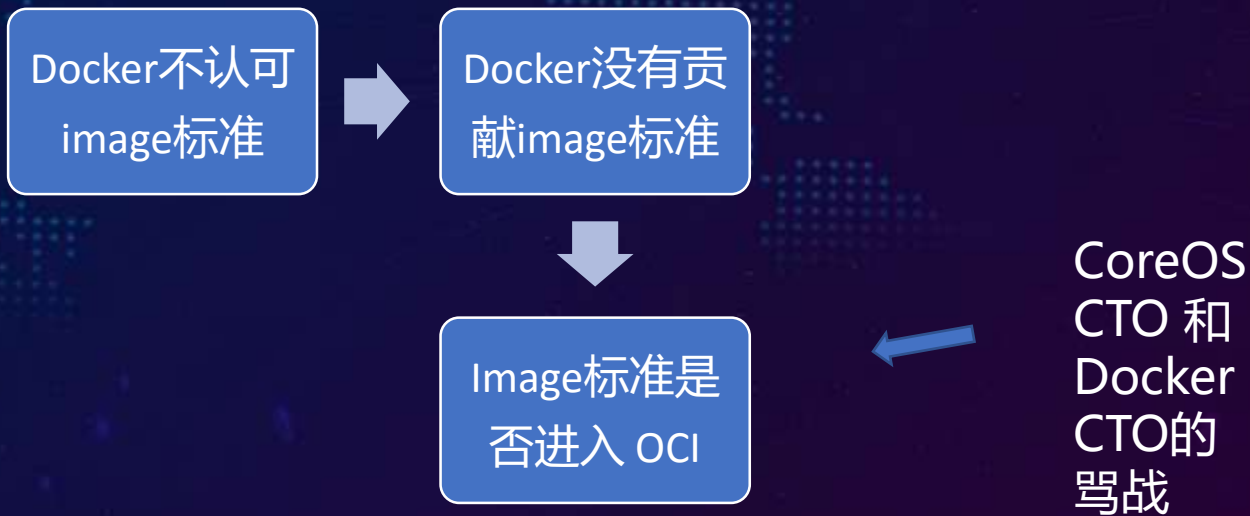 Docker不认可
image标准
Docker没有贡
献image标准
Image标准是
否进入 OCI
CoreOS
CTO 和
Docker
CTO的
骂战